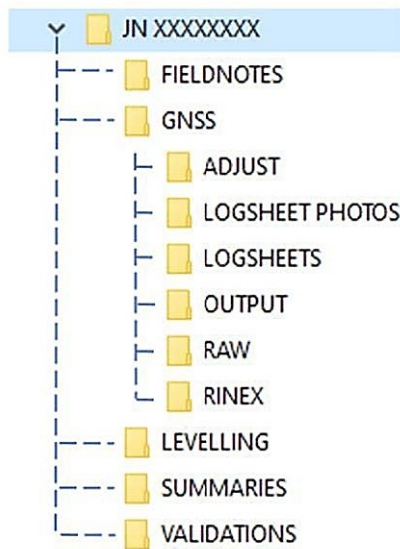 JN XXXXXXXX
FIELDNOTES
GNSS
ADJUST
LOGSHEET PHOTOS
LOGSHEETS
OUTPUT
RAW
RINEX
LEVELLING
SUMMARIES
VALIDATIONS